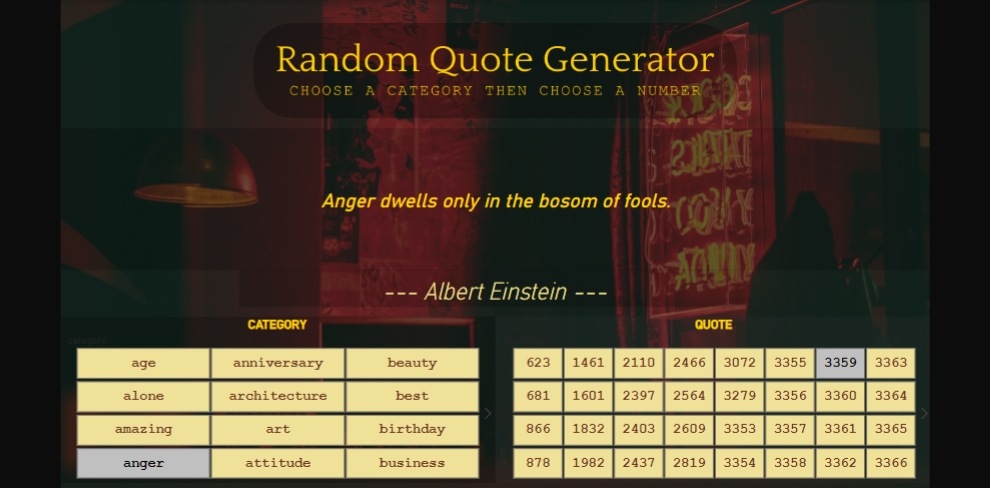 Random Quote Generator
CHOOSE A CATEGORY THEN CHOOSE A NUMBER
Anger dwells only in the bosom of fools.
--- Albert Einstein ---
CATEGORY
QUOTE
age anniversary beauty
623 1461 2110 2466 3072 3355 3359 3363
alone architecture best
681 1601 2397 2564 3279 3356 3360 3364
amazing art birthday
866 1832 2403 2609 3353 3357 3361 3365
anger attitude business
878 1982 2437 2819 3354 3358 3362 3366